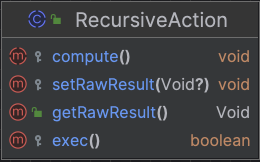 RecursiveAction
compute() void
setRawResult(Void?) void
getRawResult() Void
exec() boolean